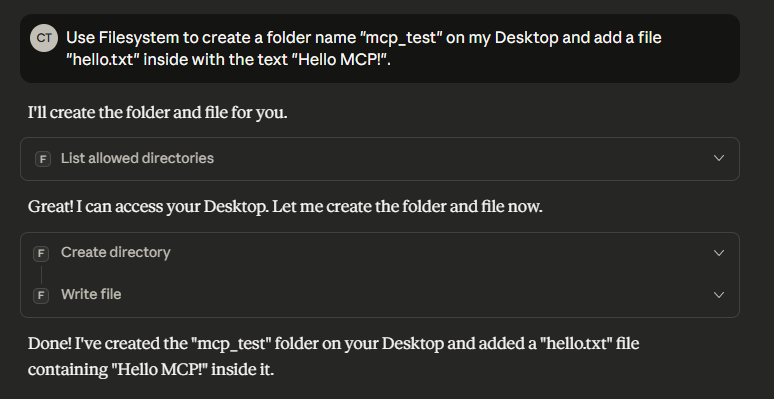 CT
Use Filesystem to create a folder name "mcp_test" on my Desktop and add a file
"hello.txt" inside with the text "Hello MCP!".
I'll create the folder and file for you.
F List allowed directories
Great! I can access your Desktop. Let me create the folder and file now.
F Create directory
F Write file
Done! I've created the "mcp_test" folder on your Desktop and added a "hello.txt" file
containing "Hello MCP!" inside it.